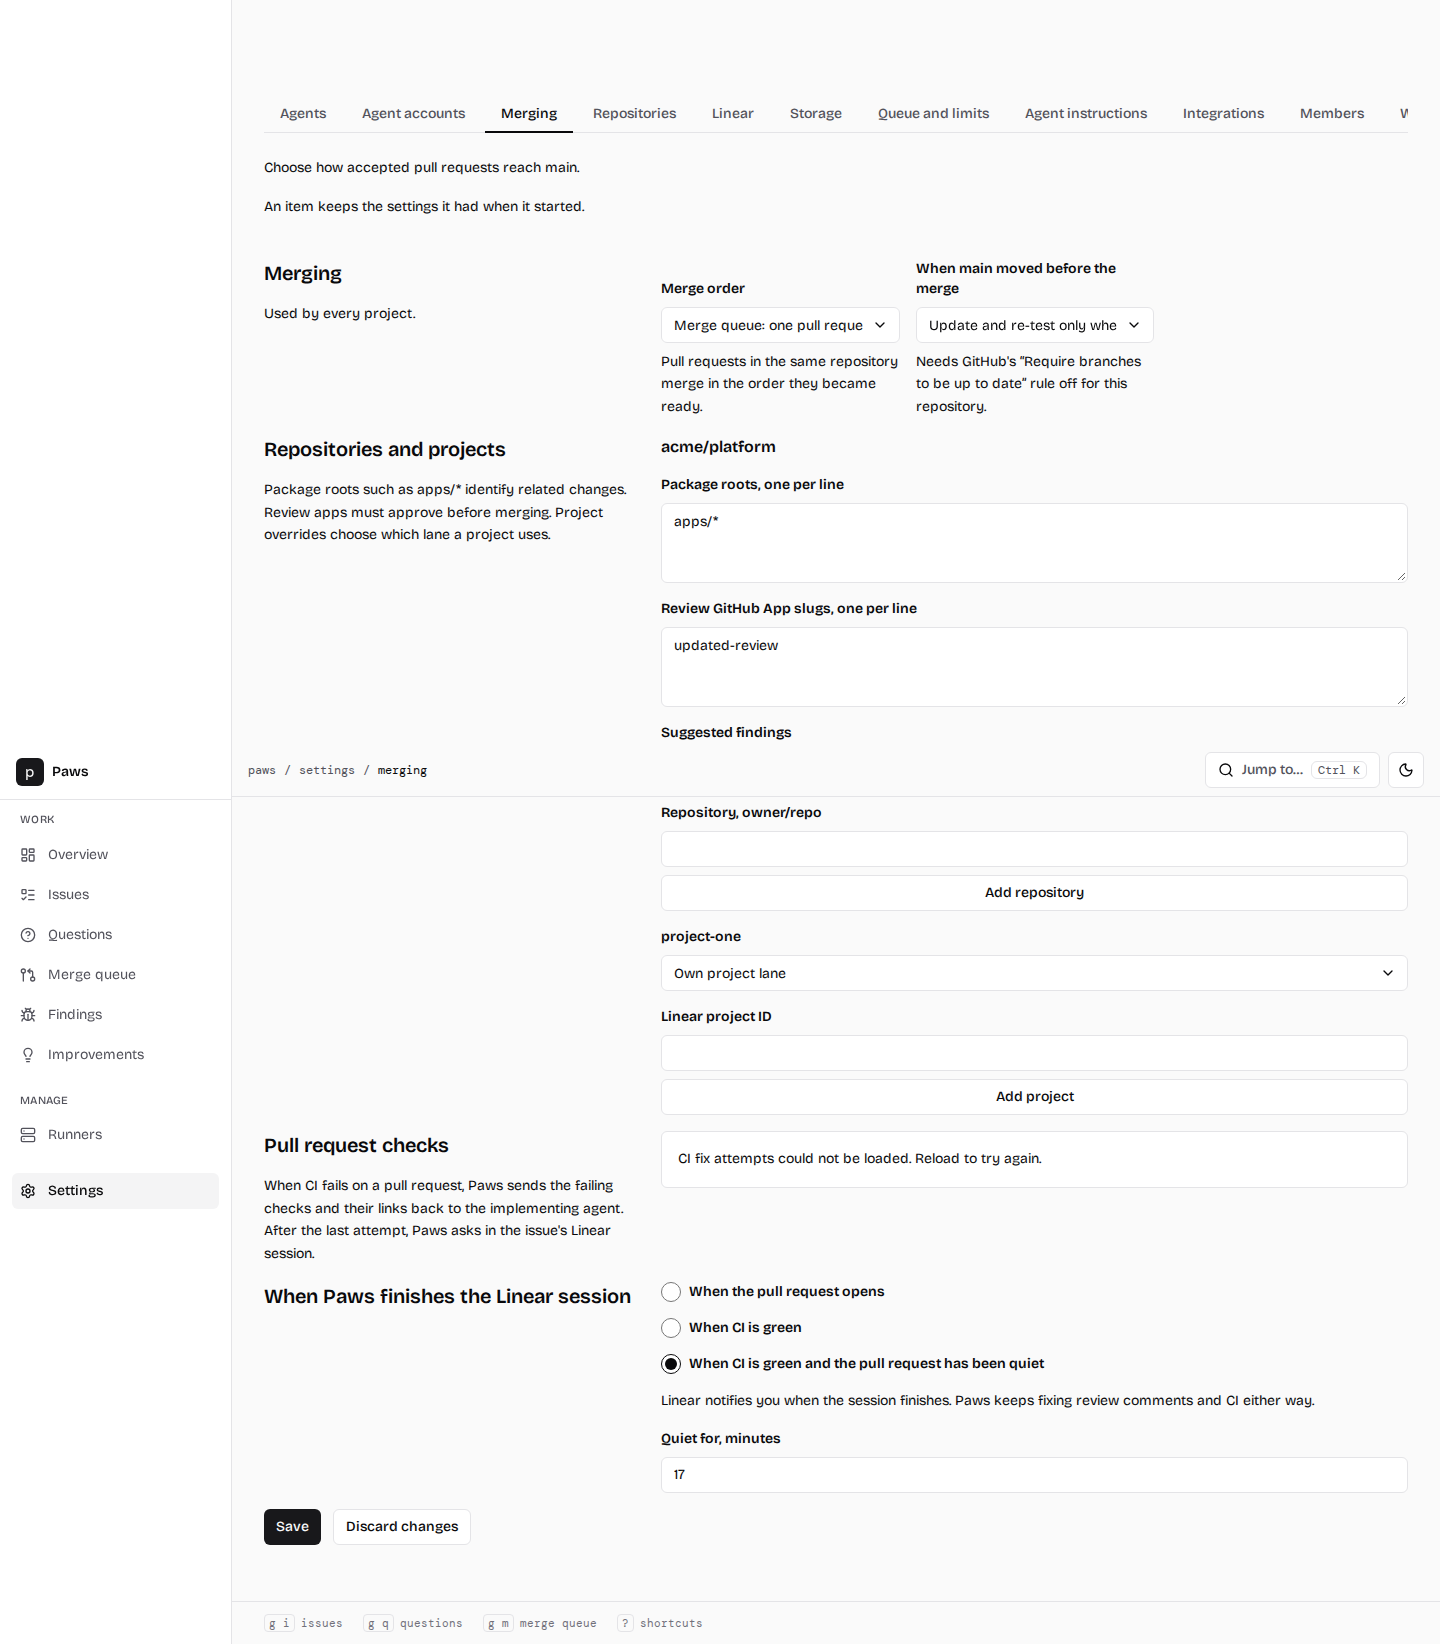 Agents
Agent accounts
Merging
Repositories
Linear
Storage
Queue and limits
Agent instructions
Integrations
Members
Choose how accepted pull requests reach main.
An item keeps the settings it had when it started.
Merging
Used by every project.
Merge order
Merge queue: one pull reque
Pull requests in the same repository
merge in the order they became
ready.
When main moved before the
merge
Update and re-test only whe
Needs GitHub's "Require branches
to be up to date" rule off for this
repository.
Repositories and projects
Package roots such as apps/* identify related changes.
Review apps must approve before merging. Project
overrides choose which lane a project uses.
acme/platform
Package roots, one per line
apps/*
Review GitHub App slugs, one per line
updated-review
Suggested findings
p Paws
paws / settings / merging
Jump to... Ctrl K
WORK
Overview
Issues
Questions
Merge queue
Findings
Improvements
MANAGE
Runners
Settings
Repository, owner/repo
Add repository
project-one
Own project lane
Linear project ID
Add project
Pull request checks
When CI fails on a pull request, Paws sends the failing
checks and their links back to the implementing agent.
After the last attempt, Paws asks in the issue's Linear
session.
CI fix attempts could not be loaded. Reload to try again.
When Paws finishes the Linear session
When the pull request opens
When CI is green
When CI is green and the pull request has been quiet
Linear notifies you when the session finishes. Paws keeps fixing review comments and CI either way.
Quiet for, minutes
17
Save
Discard changes
g i issues
g q questions
g m merge queue
? shortcuts